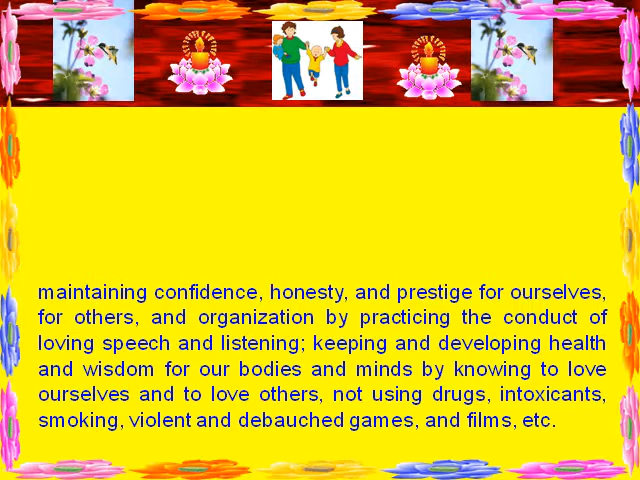 maintaining confidence, honesty, and prestige for ourselves,
for others, and organization by practicing the conduct of
loving speech and listening; keeping and developing health
and wisdom for our bodies and minds by knowing to love
ourselves and to love others, not using drugs, intoxicants,
smoking, violent and debauched games, and films, etc.